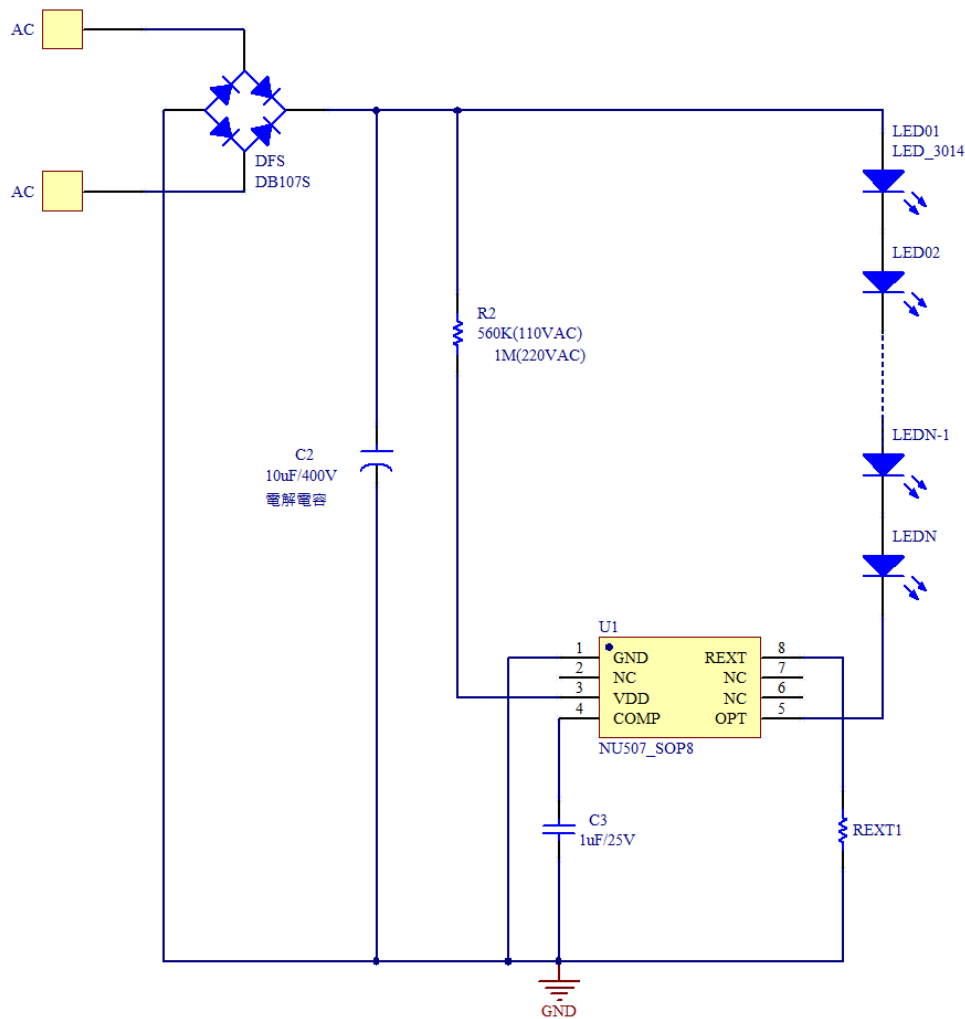 AC
AC
DFS
DB107S
LED01
LED_3014
LED02
R2
560K(110VAC)
1M(220VAC)
C2
10uF/400V
電解電容
LEDN-1
LEDN
U1
1 GND REXT 8
2 NC NC 7
3 VDD NC 6
4 COMP OPT 5
NU507_SOP8
C3
1uF/25V
REXT1
GND